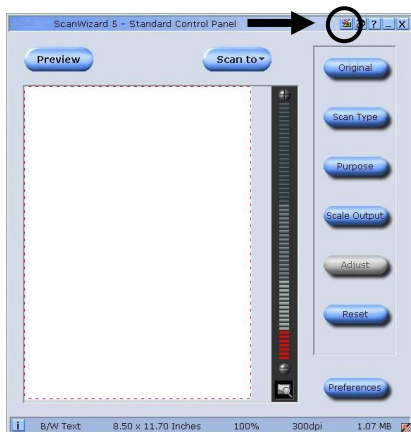 ScanWizard 5 - Standard Control Panel
? _ X
Preview
Scan to
Original
Scan Type
Purpose
Scale Output
Adjust
Reset
Preferences
i B/W Text 8.50 x 11.70 Inches 100% 300dpi 1.07 MB